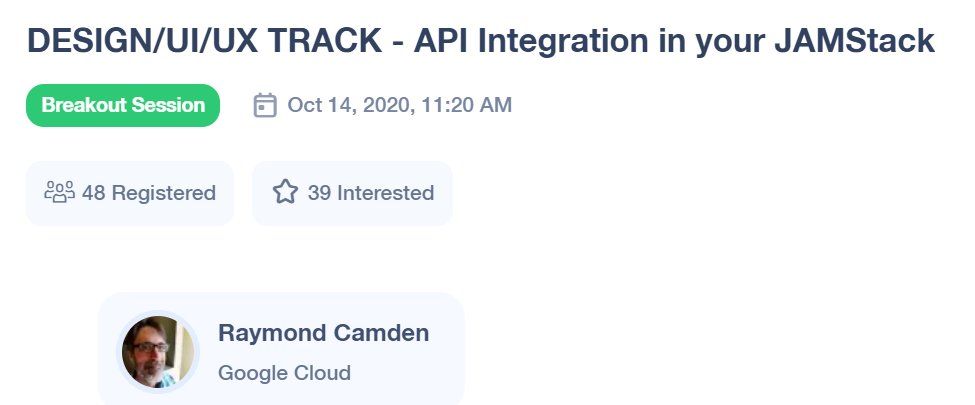 DESIGN/UI/UX TRACK - API Integration in your JAMStack
Breakout Session
Oct 14, 2020, 11:20 AM
48 Registered
39 Interested
Raymond Camden
Google Cloud